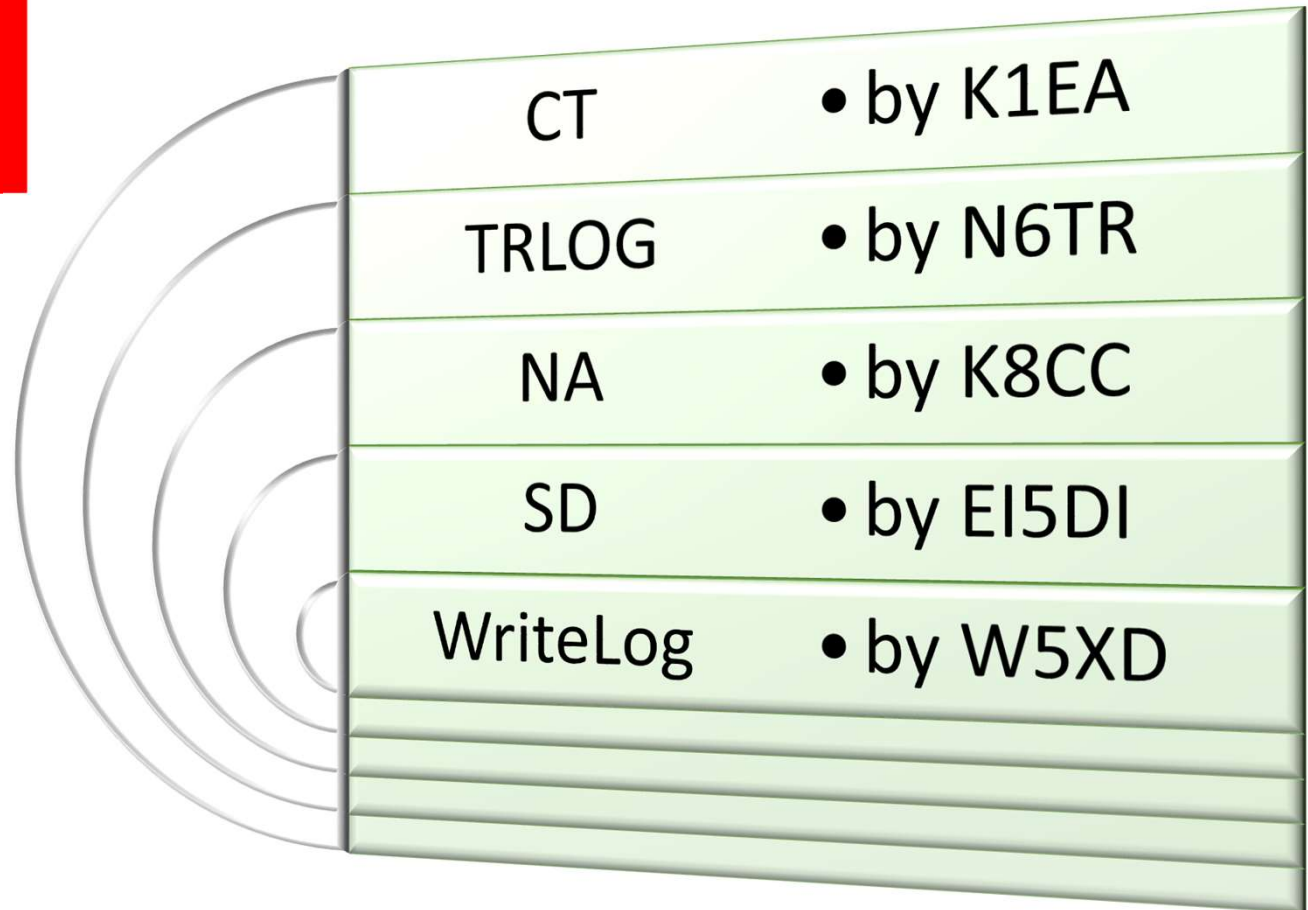 CT • by K1EA
TRLOG • by N6TR
NA • by K8CC
SD • by EI5DI
WriteLog • by W5XD